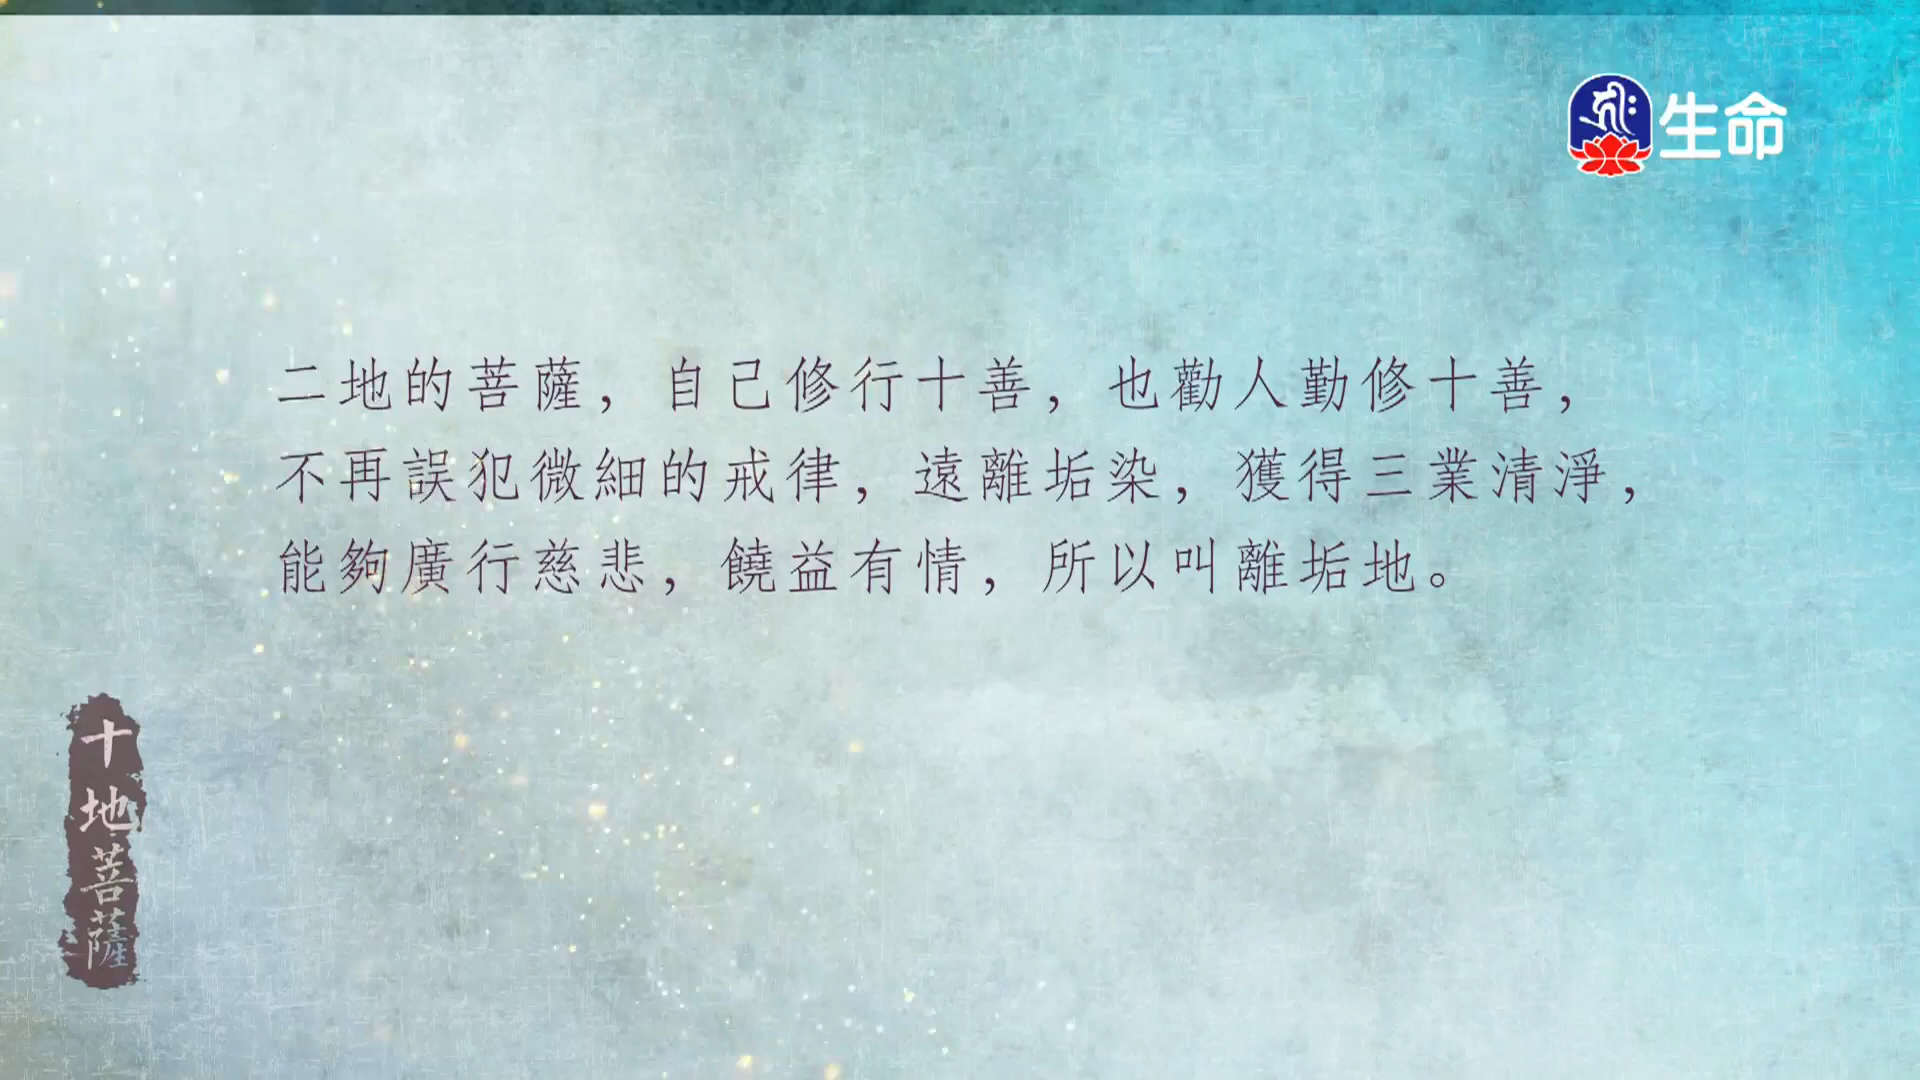 生命
二地的菩薩，自己修行十善，也勸人勤修十善，
不再誤犯微細的戒律，遠離垢染，獲得三業清淨，
能夠廣行慈悲，饒益有情，所以叫離垢地。
十地菩薩